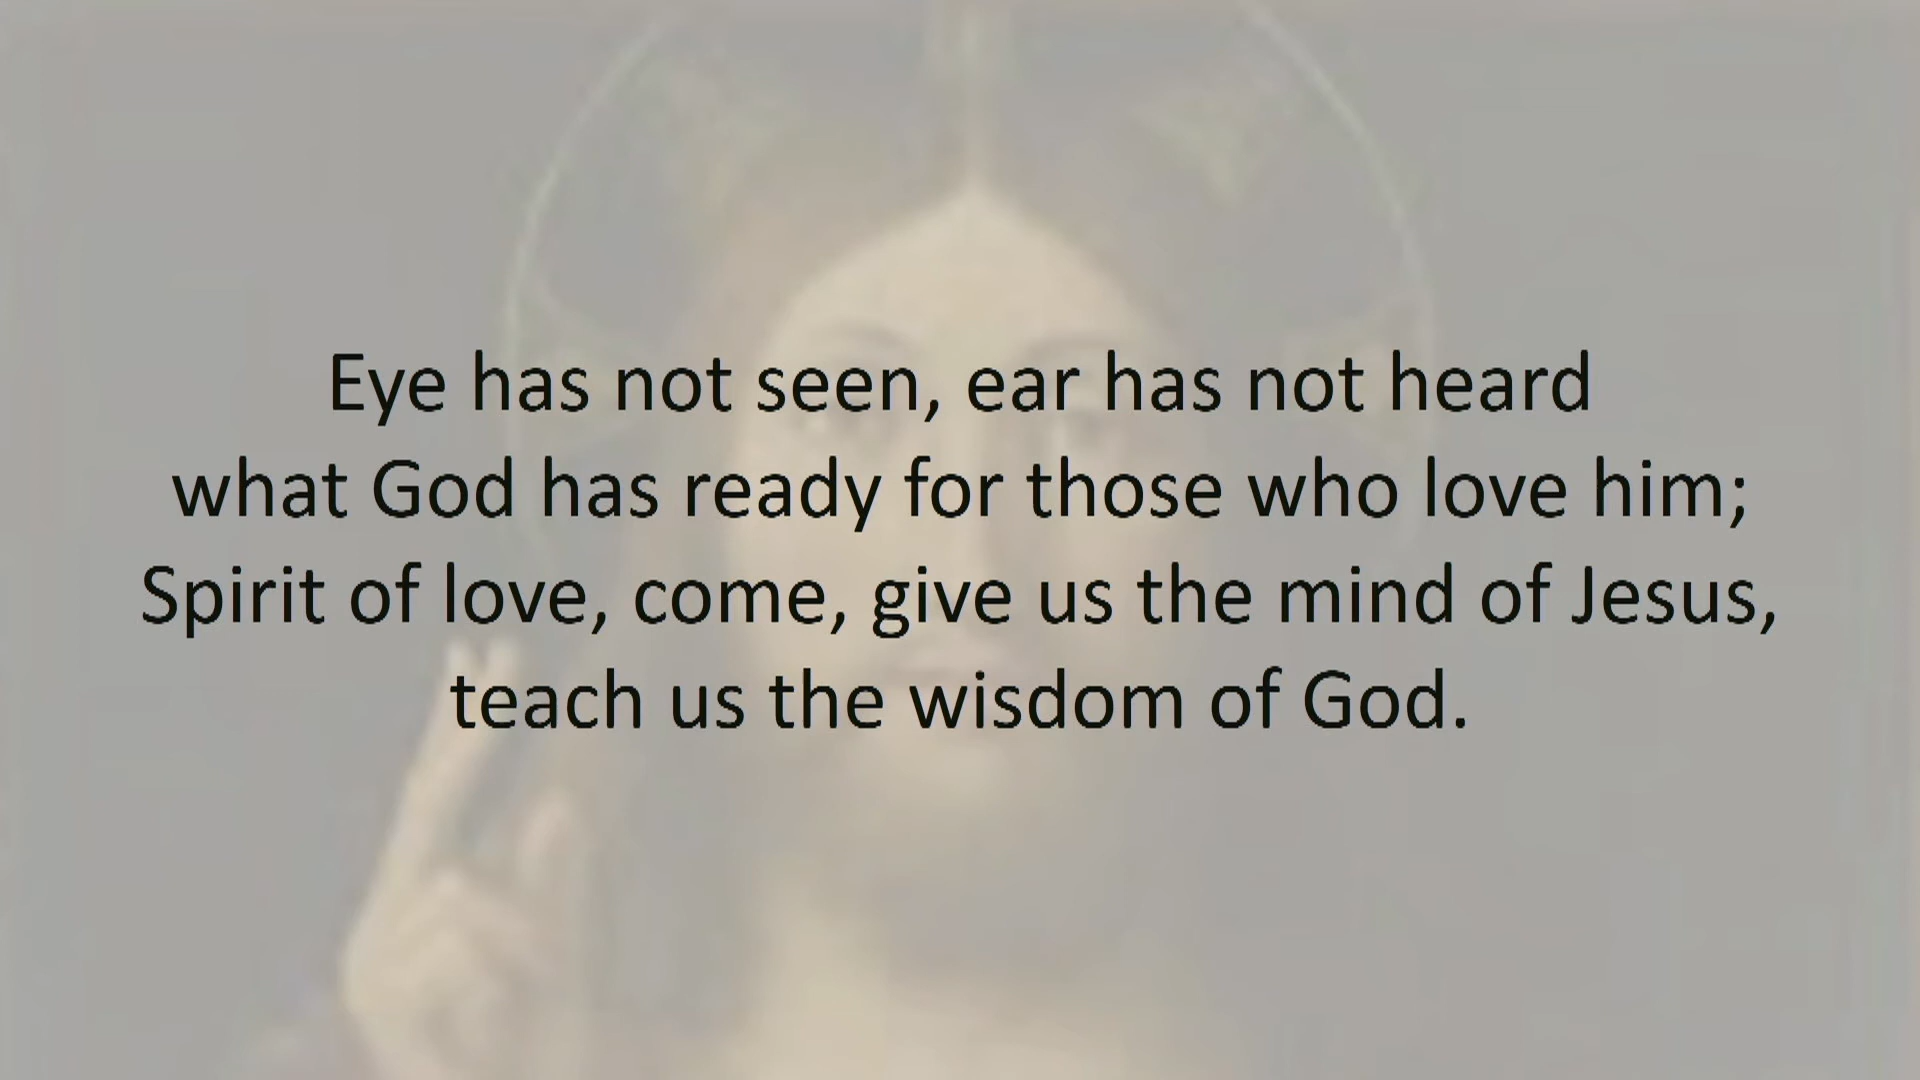 Eye has not seen, ear has not heard
what God has ready for those who love him;
Spirit of love, come, give us the mind of Jesus,
teach us the wisdom of God.